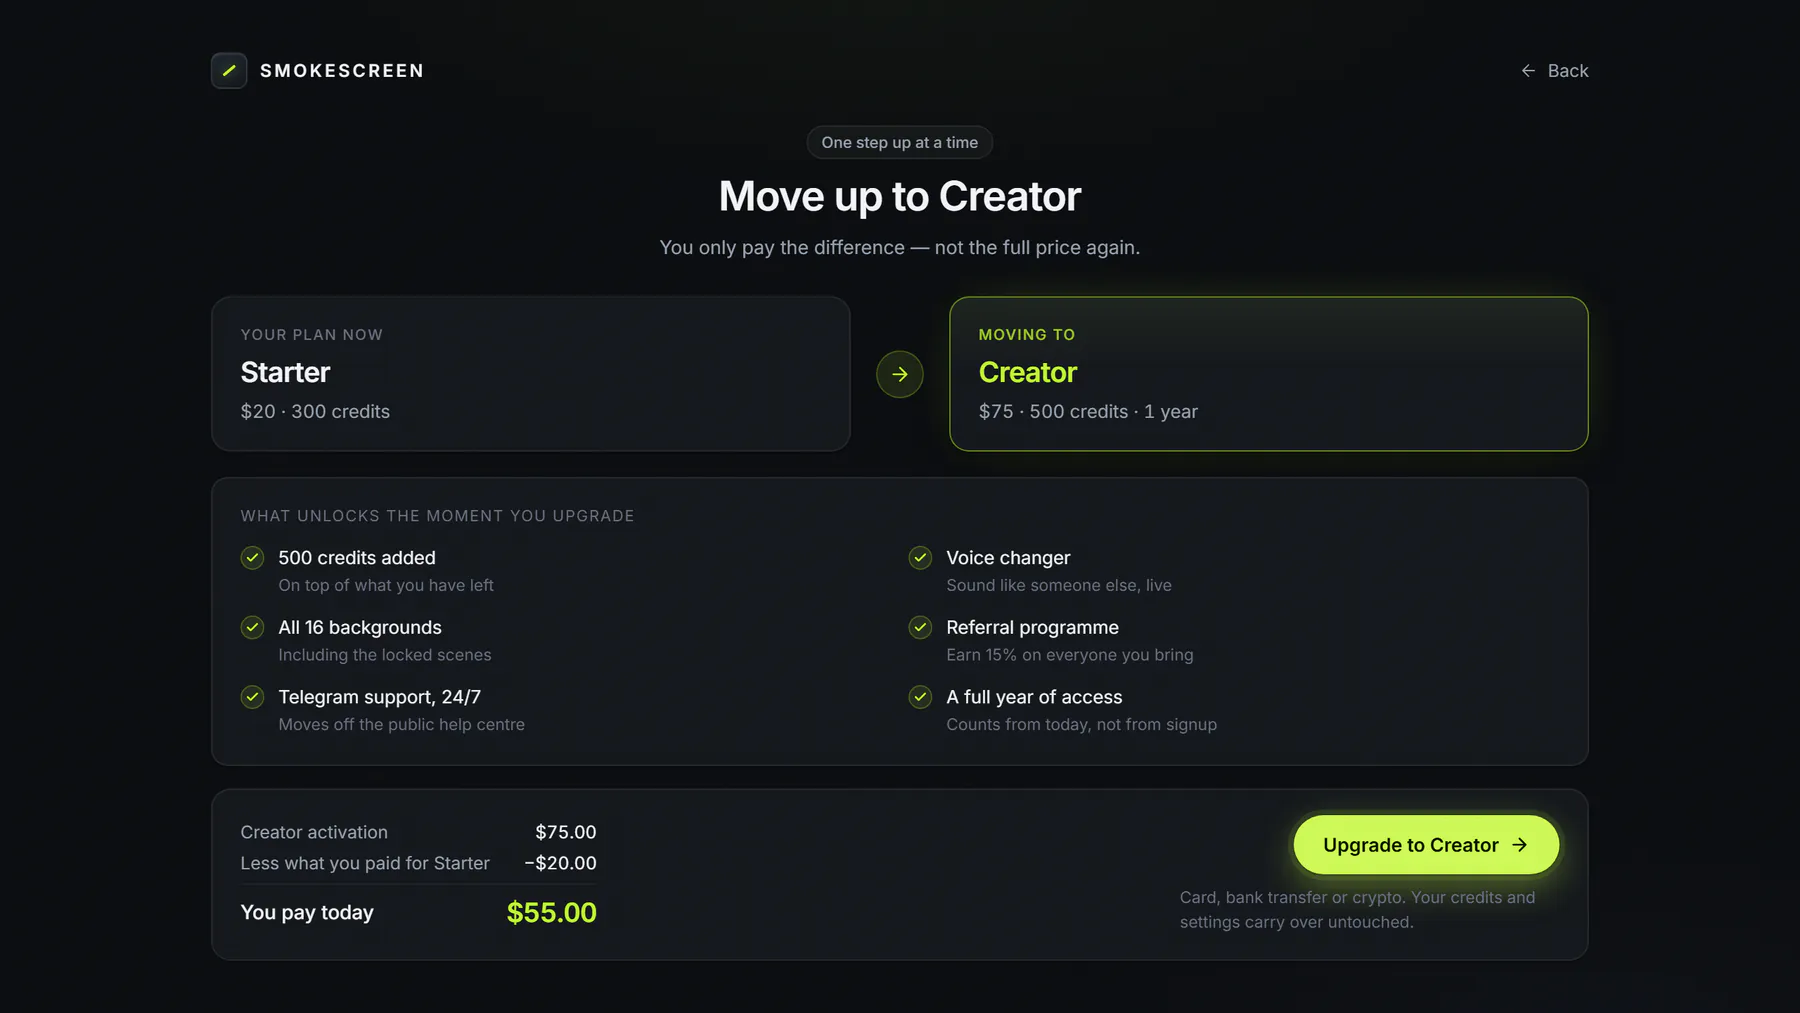 SMOKESCREEN
← Back
One step up at a time
Move up to Creator
You only pay the difference — not the full price again.
YOUR PLAN NOW
Starter
$20 · 300 credits
→
MOVING TO
Creator
$75 · 500 credits · 1 year
WHAT UNLOCKS THE MOMENT YOU UPGRADE
500 credits added
On top of what you have left
Voice changer
Sound like someone else, live
All 16 backgrounds
Including the locked scenes
Referral programme
Earn 15% on everyone you bring
Telegram support, 24/7
Moves off the public help centre
A full year of access
Counts from today, not from signup
Creator activation $75.00
Less what you paid for Starter −$20.00
You pay today $55.00
Upgrade to Creator →
Card, bank transfer or crypto. Your credits and
settings carry over untouched.